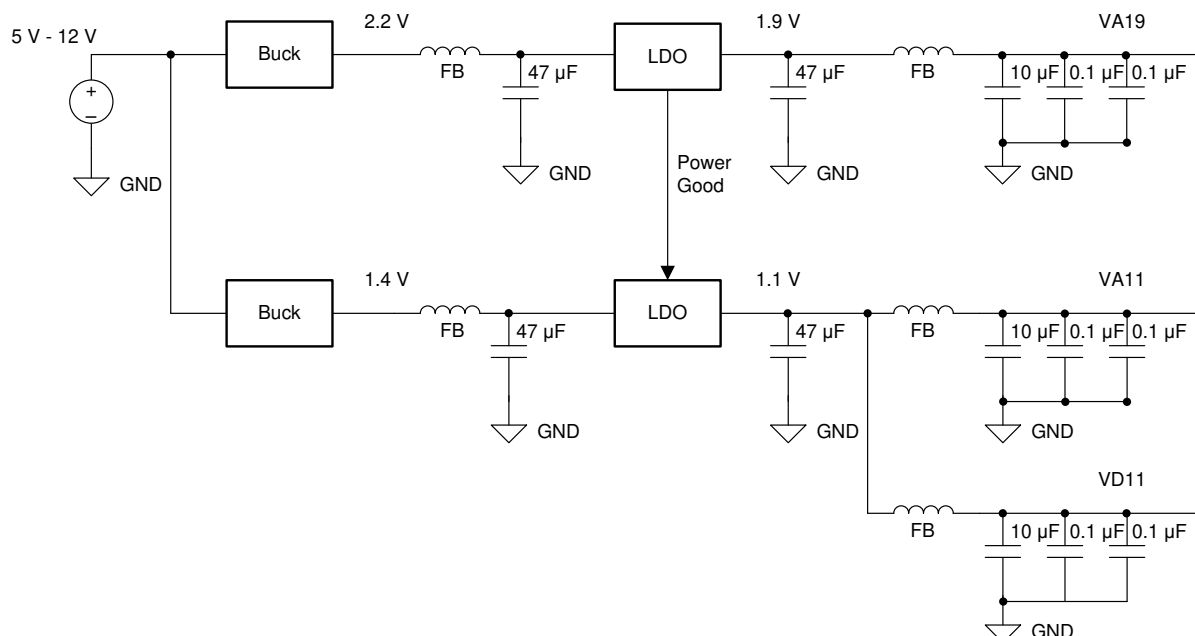 5 V - 12 V
Buck
2.2 V
FB
47 µF
GND
LDO
1.9 V
47 µF
GND
FB
VA19
10 µF
0.1 µF
0.1 µF
GND
+
−
GND
Power
Good
Buck
1.4 V
FB
47 µF
GND
LDO
1.1 V
47 µF
GND
FB
VA11
10 µF
0.1 µF
0.1 µF
GND
VD11
FB
10 µF
0.1 µF
0.1 µF
GND